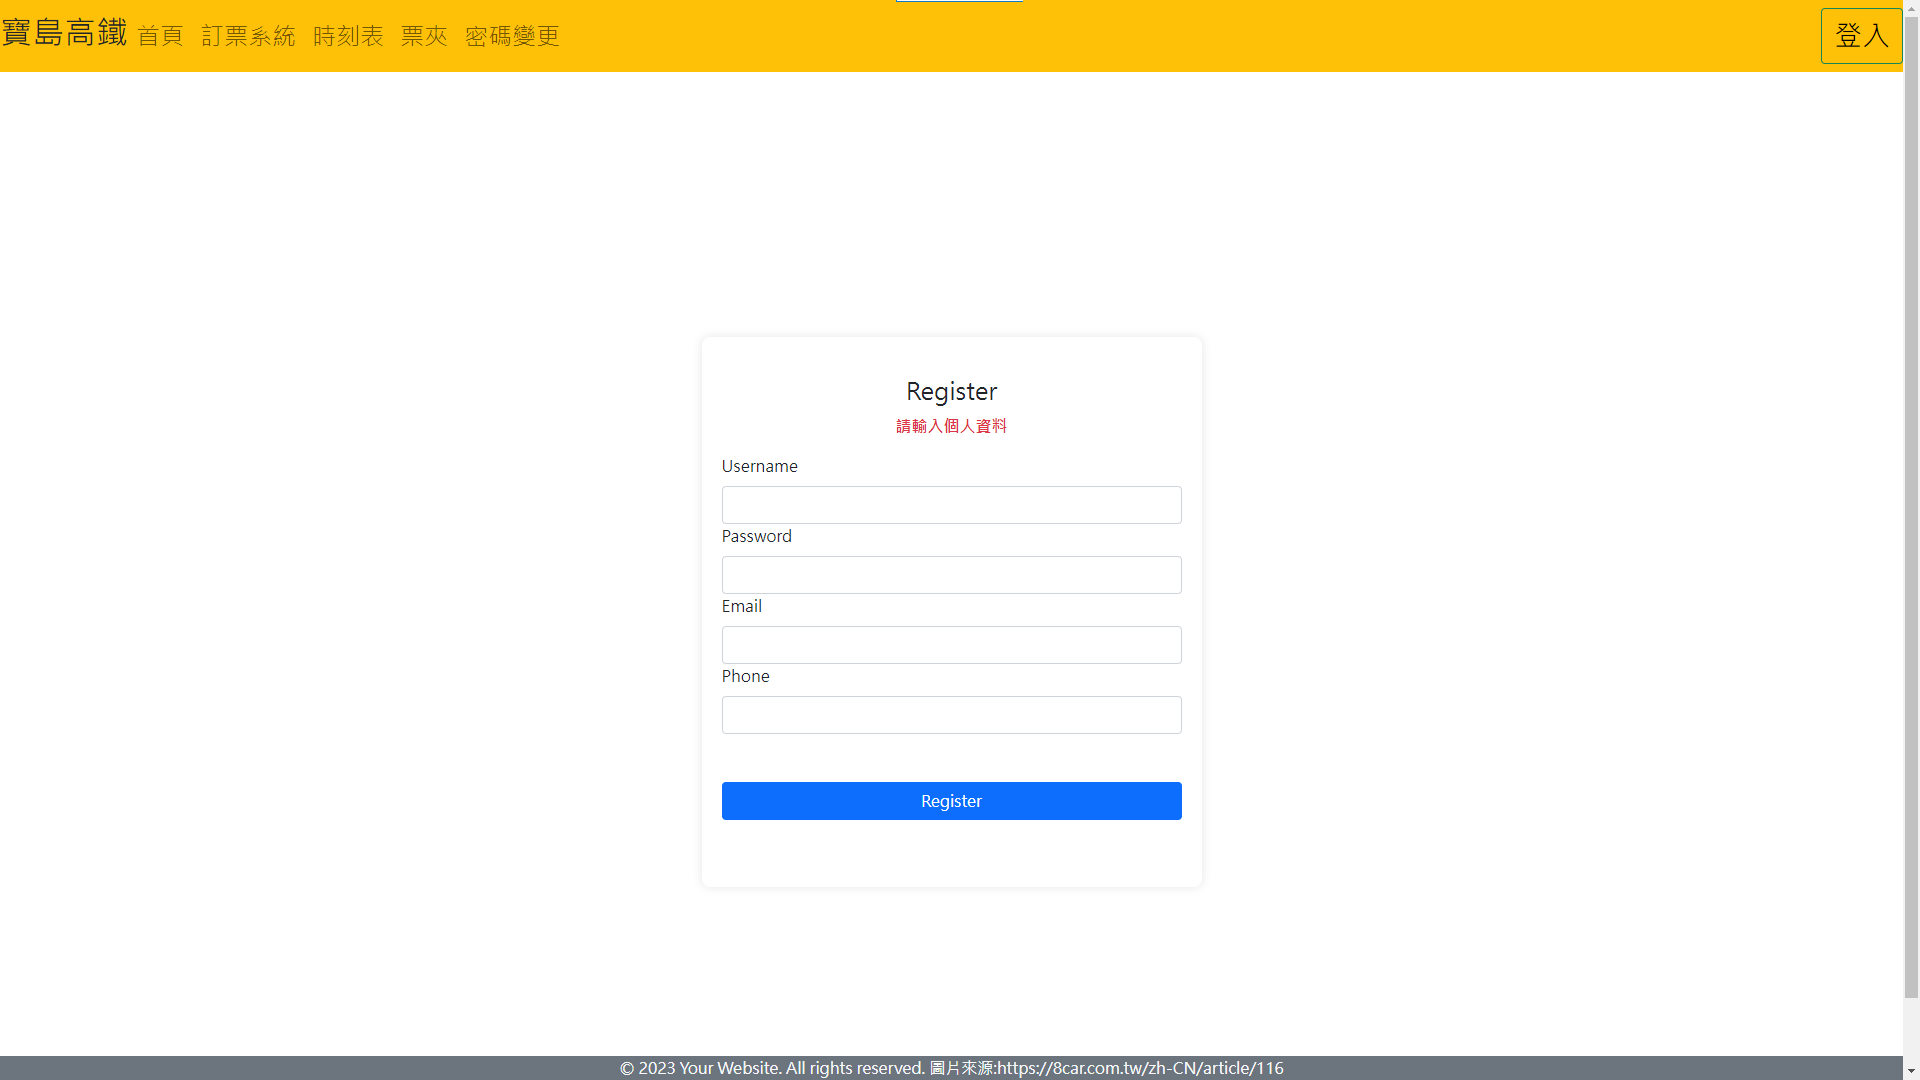 寶島高鐵 首頁 訂票系統 時刻表 票夾 密碼變更 登入
Register
請輸入個人資料
Username
Password
Email
Phone
Register
© 2023 Your Website. All rights reserved. 圖片來源:https://8car.com.tw/zh-CN/article/116